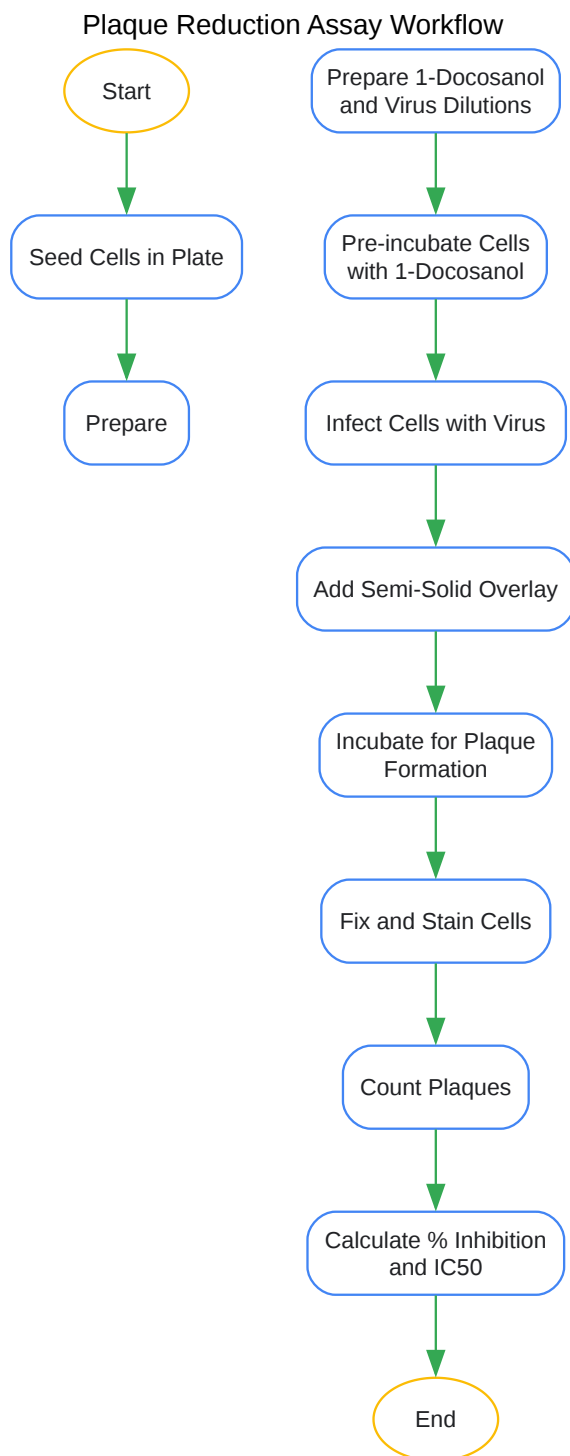 Plaque Reduction Assay Workflow
Start
Seed Cells in Plate
Prepare
Prepare 1-Docosanol
and Virus Dilutions
Pre-incubate Cells
with 1-Docosanol
Infect Cells with Virus
Add Semi-Solid Overlay
Incubate for Plaque
Formation
Fix and Stain Cells
Count Plaques
Calculate % Inhibition
and IC50
End